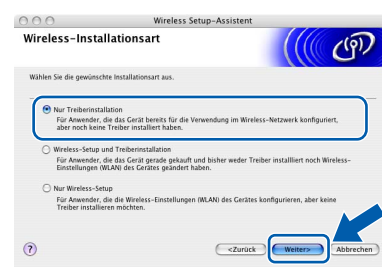 Wireless Setup-Assistent
Wireless-Installationsart
Wählen Sie die gewünschte Installationsart aus.
Nur Treiberinstallation
Für Anwender, die das Gerät bereits für die Verwendung im Wireless-Netzwerk konfiguriert,
aber noch keine Treiber installiert haben.
Wireless-Setup und Treiberinstallation
Für Anwender, die das Gerät gerade gekauft und bisher weder Treiber installliert noch Wireless-
Einstellungen (WLAN) des Gerätes geändert haben.
Nur Wireless-Setup
Für Anwender, die die Wireless-Einstellungen (WLAN) des Gerätes konfigurieren, aber keine
Treiber installieren möchten.
? <Zurück Weiter> Abbrechen